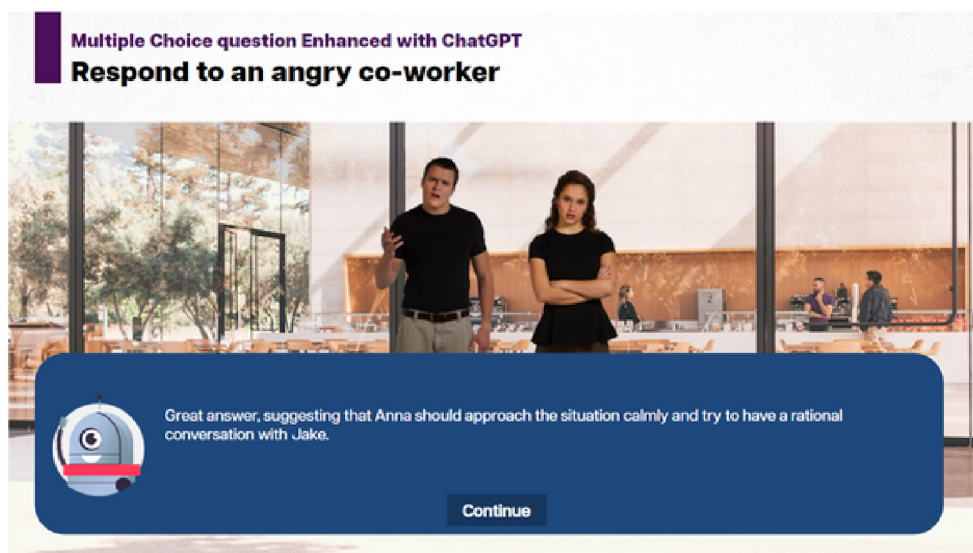 Multiple Choice question Enhanced with ChatGPT
Respond to an angry co-worker
Great answer, suggesting that Anna should approach the situation calmly and try to have a rational
conversation with Jake.
Continue